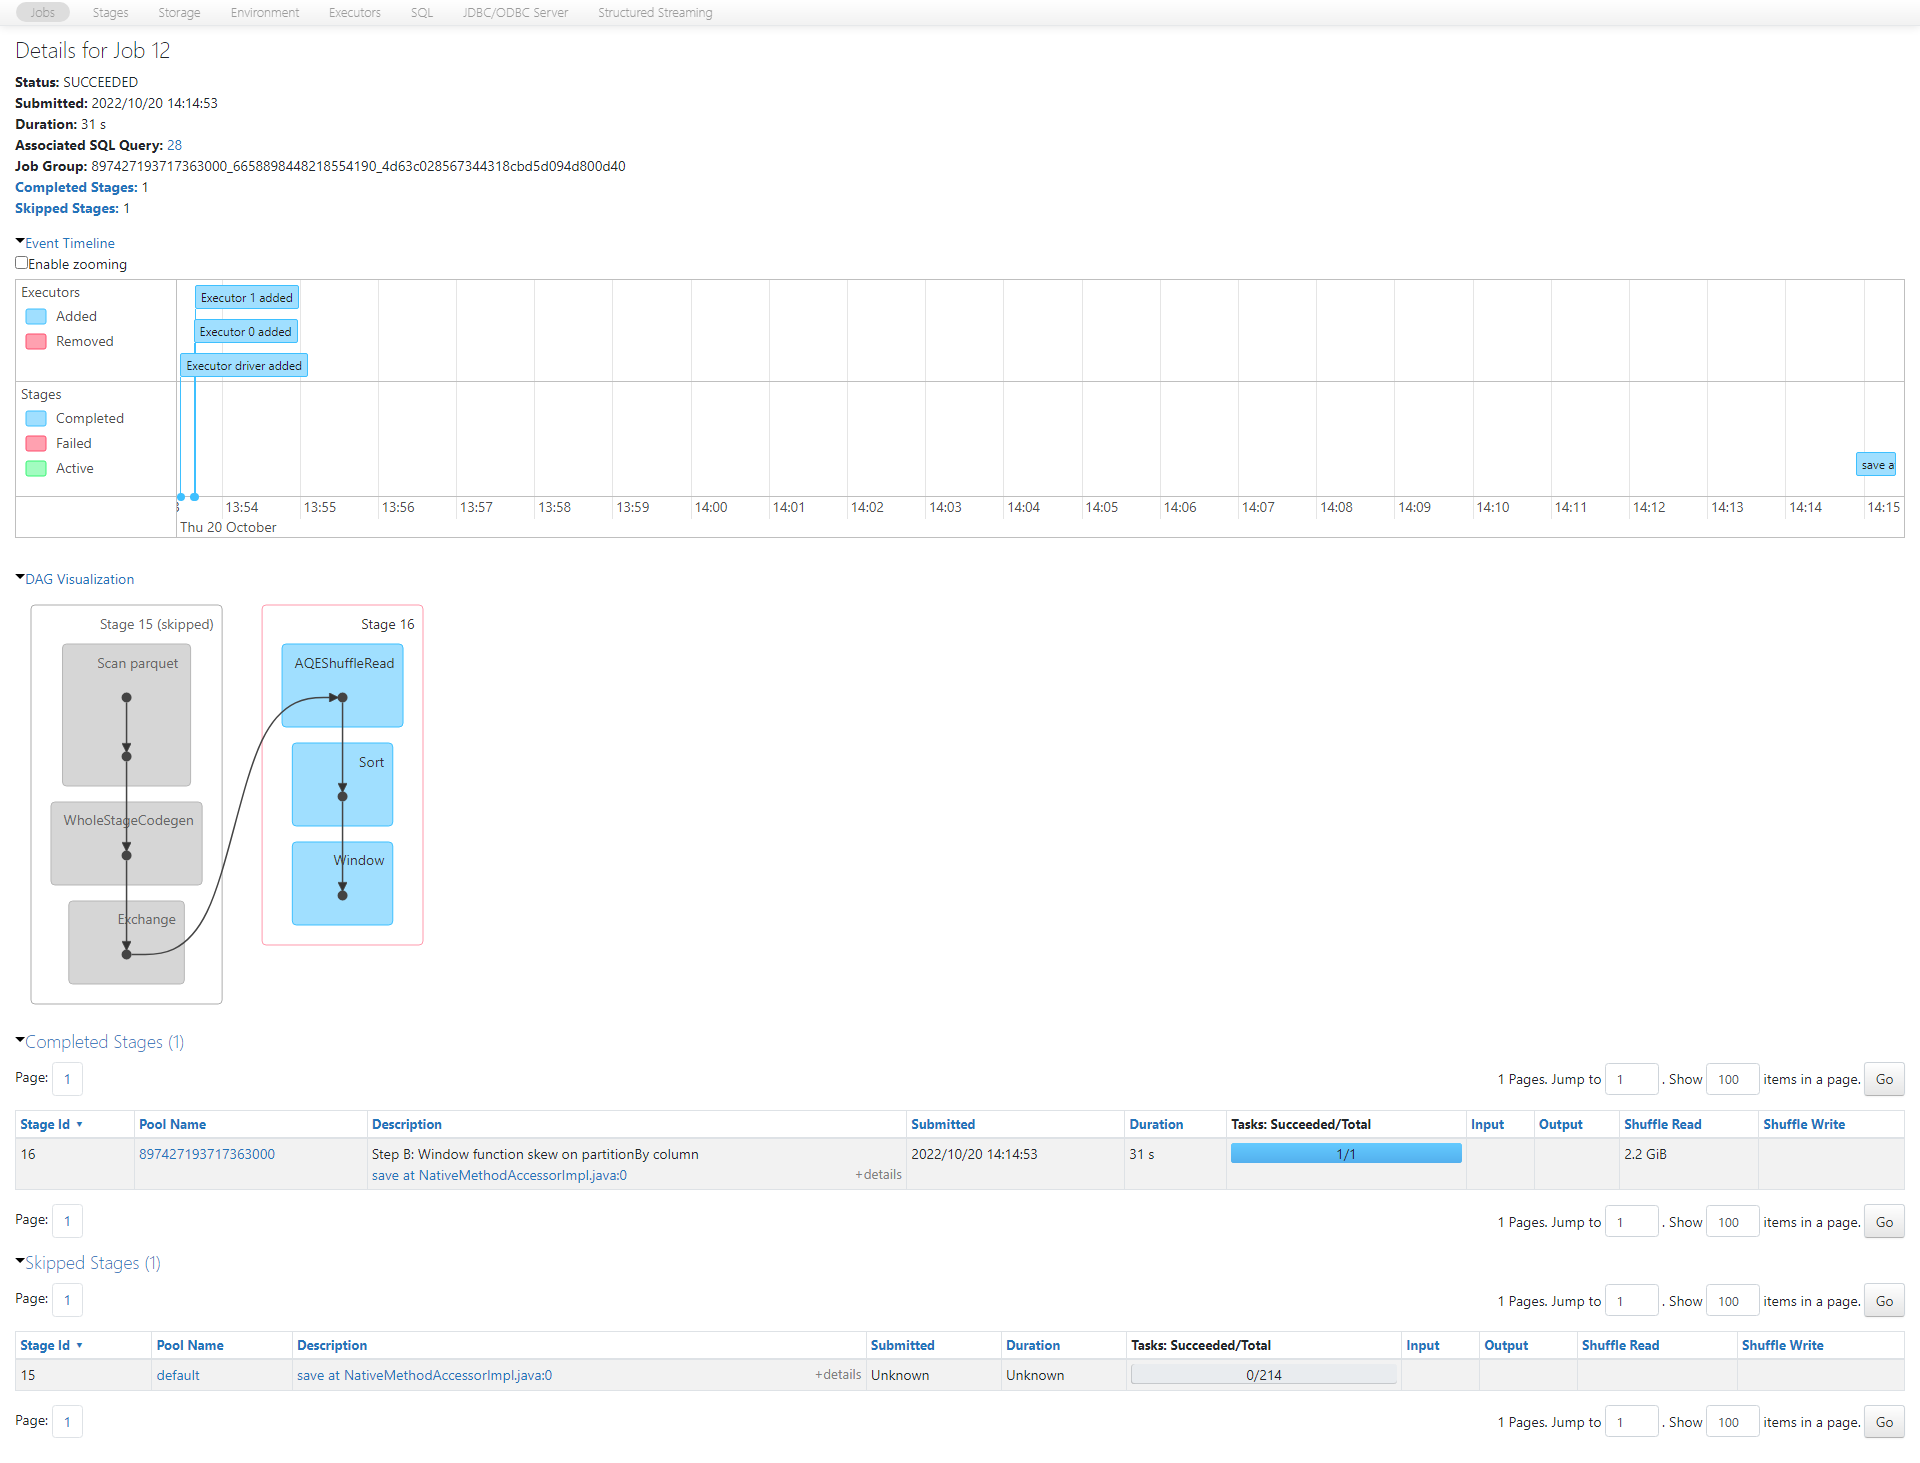 Jobs Stages Storage Environment Executors SQL JDBC/ODBC Server Structured Streaming
Details for Job 12
Status: SUCCEEDED
Submitted: 2022/10/20 14:14:53
Duration: 31 s
Associated SQL Query: 28
Job Group: 897427193717363000_6658898448218554190_4d63c028567344318cbd5d094d800d40
Completed Stages: 1
Skipped Stages: 1
Event Timeline
Enable zooming
Executors
Added
Removed
Executor 1 added
Executor 0 added
Executor driver added
Stages
Completed
Failed
Active
save a
13:54 13:55 13:56 13:57 13:58 13:59 14:00 14:01 14:02 14:03 14:04 14:05 14:06 14:07 14:08 14:09 14:10 14:11 14:12 14:13 14:14 14:15
Thu 20 October
DAG Visualization
Stage 15 (skipped)
Scan parquet
WholeStageCodegen
Exchange
Stage 16
AQEShuffleRead
Sort
Window
Completed Stages (1)
Page: 1 1 Pages. Jump to 1 . Show 100 items in a page. Go
Stage Id ▾ Pool Name Description Submitted Duration Tasks: Succeeded/Total Input Output Shuffle Read Shuffle Write
16 897427193717363000 Step B: Window function skew on partitionBy column 2022/10/20 14:14:53 31 s 1/1 2.2 GiB
save at NativeMethodAccessorImpl.java:0 +details
Page: 1 1 Pages. Jump to 1 . Show 100 items in a page. Go
Skipped Stages (1)
Page: 1 1 Pages. Jump to 1 . Show 100 items in a page. Go
Stage Id ▾ Pool Name Description Submitted Duration Tasks: Succeeded/Total Input Output Shuffle Read Shuffle Write
15 default save at NativeMethodAccessorImpl.java:0 +details Unknown Unknown 0/214
Page: 1 1 Pages. Jump to 1 . Show 100 items in a page. Go